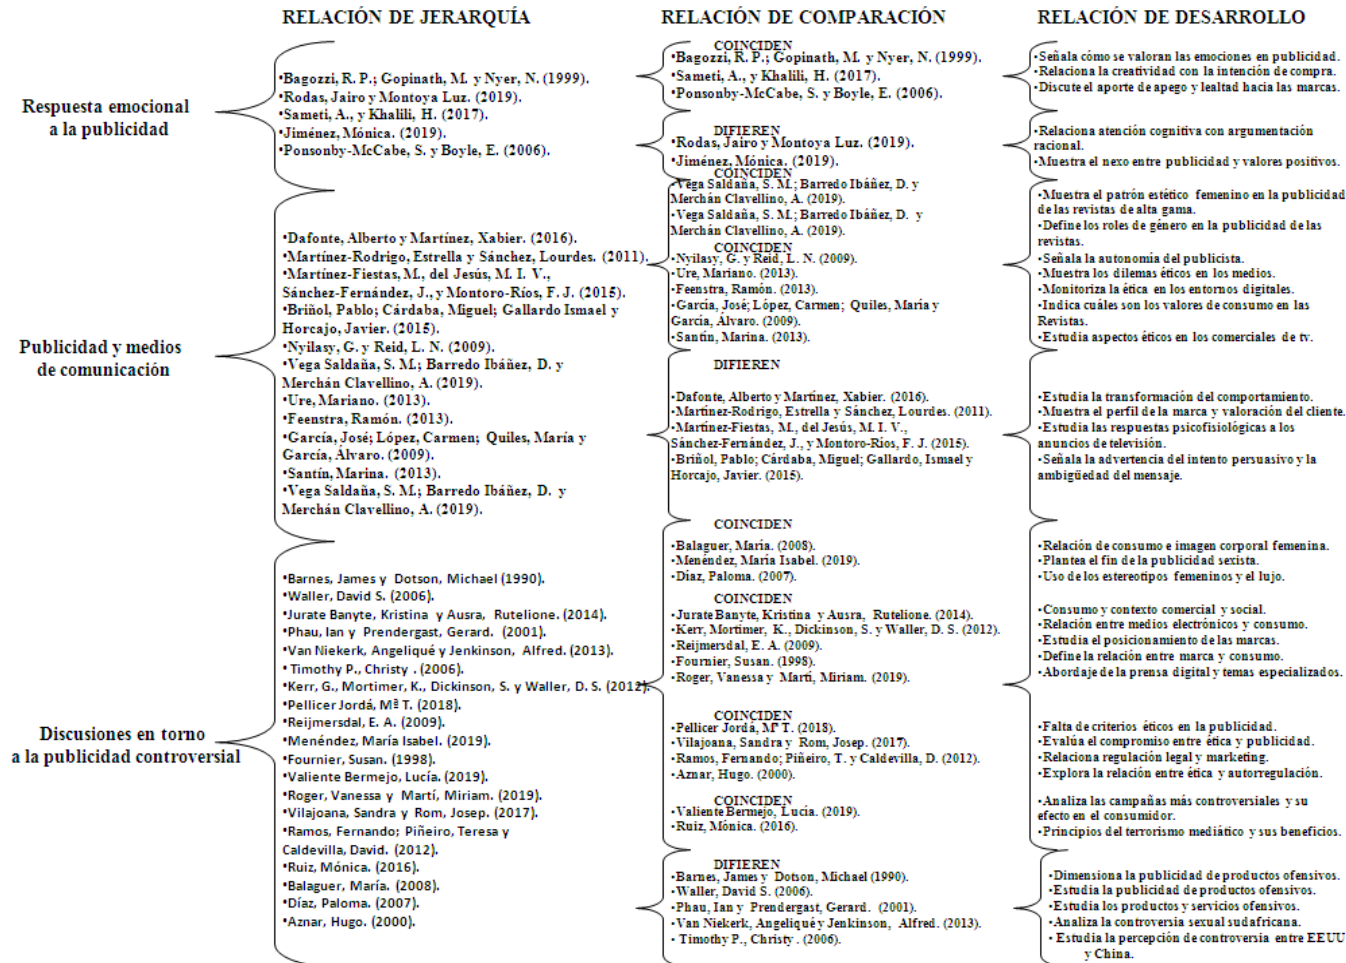 RELACIÓN DE JERARQUÍA
RELACIÓN DE COMPARACIÓN
RELACIÓN DE DESARROLLO
Respuesta emocional
a la publicidad
•Bagozzi, R. P.; Gopinath, M. y Nyer, N. (1999).
•Rodas, Jairo y Montoya Luz. (2019).
•Sameti, A., y Khalili, H. (2017).
•Jiménez, Mónica. (2019).
•Ponsonby-McCabe, S. y Boyle, E. (2006).
COINCIDEN
•Bagozzi, R. P.; Gopinath, M. y Nyer, N. (1999).
•Sameti, A., y Khalili, H. (2017).
•Ponsonby-McCabe, S. y Boyle, E. (2006).
•Señala cómo se valoran las emociones en publicidad.
•Relaciona la creatividad con la intención de compra.
•Discute el aporte de apego y lealtad hacia las marcas.
DIFIEREN
•Rodas, Jairo y Montoya Luz. (2019).
•Jiménez, Mónica. (2019).
•Relaciona atención cognitiva con argumentación
racional.
•Muestra el nexo entre publicidad y valores positivos.
Publicidad y medios
de comunicación
•Dafonte, Alberto y Martínez, Xabier. (2016).
•Martínez-Rodrigo, Estrella y Sánchez, Lourdes. (2011).
•Martínez-Fiestas, M., del Jesús, M. I. V.,
Sánchez-Fernández, J., y Montoro-Ríos, F. J. (2015).
•Briñol, Pablo; Cárdaba, Miguel; Gallardo Ismael y
Horcajo, Javier. (2015).
•Nyilasy, G. y Reid, L. N. (2009).
•Vega Saldaña, S. M.; Barredo Ibáñez, D. y
Merchán Clavellino, A. (2019).
•Ure, Mariano. (2013).
•Feenstra, Ramón. (2013).
•García, José; López, Carmen; Quiles, María y
García, Álvaro. (2009).
•Santín, Marina. (2013).
•Vega Saldaña, S. M.; Barredo Ibáñez, D. y
Merchán Clavellino, A. (2019).
COINCIDEN
•Vega Saldaña, S. M.; Barredo Ibáñez, D. y
Merchán Clavellino, A. (2019).
•Vega Saldaña, S. M.; Barredo Ibáñez, D. y
Merchán Clavellino, A. (2019).
COINCIDEN
•Nyilasy, G. y Reid, L. N. (2009).
•Ure, Mariano. (2013).
•Feenstra, Ramón. (2013).
•García, José; López, Carmen; Quiles, María y
García, Álvaro. (2009).
•Santín, Marina. (2013).
•Muestra el patrón estético femenino en la publicidad
de las revistas de alta gama.
•Define los roles de género en la publicidad de las
revistas.
•Señala la autonomía del publicista.
•Muestra los dilemas éticos en los medios.
•Monitoriza la ética en los entornos digitales.
•Indica cuáles son los valores de consumo en las
Revistas.
•Estudia aspectos éticos en los comerciales de tv.
DIFIEREN
•Dafonte, Alberto y Martínez, Xabier. (2016).
•Martínez-Rodrigo, Estrella y Sánchez, Lourdes. (2011).
•Martínez-Fiestas, M., del Jesús, M. I. V.,
Sánchez-Fernández, J., y Montoro-Ríos, F. J. (2015).
•Briñol, Pablo; Cárdaba, Miguel; Gallardo, Ismael y
Horcajo, Javier. (2015).
•Estudia la transformación del comportamiento.
•Muestra el perfil de la marca y valoración del cliente.
•Estudia las respuestas psicofisiológicas a los
anuncios de televisión.
•Señala la advertencia del intento persuasivo y la
ambigüedad del mensaje.
Discusiones en torno
a la publicidad controversial
•Barnes, James y Dotson, Michael (1990).
•Waller, David S. (2006).
•Jurate Banyte, Kristina y Ausra, Rutelione. (2014).
•Phau, Ian y Prendergast, Gerard. (2001).
•Van Niekerk, Angeliqué y Jenkinson, Alfred. (2013).
•Timothy P., Christy . (2006).
•Kerr, G., Mortimer, K., Dickinson, S. y Waller, D. S. (2012).
•Pellicer Jordá, Mª T. (2018).
•Reijmersdal, E. A. (2009).
•Menéndez, María Isabel. (2019).
•Fournier, Susan. (1998).
•Valiente Bermejo, Lucía. (2019).
•Roger, Vanessa y Martí, Miriam. (2019).
•Vilajoana, Sandra y Rom, Josep. (2017).
•Ramos, Fernando; Piñeiro, Teresa y
Caldevilla, David. (2012).
•Ruiz, Mónica. (2016).
•Balaguer, María. (2008).
•Díaz, Paloma. (2007).
•Aznar, Hugo. (2000).
COINCIDEN
•Balaguer, María. (2008).
•Menéndez, María Isabel. (2019).
•Díaz, Paloma. (2007).
•Relación de consumo e imagen corporal femenina.
•Plantea el fin de la publicidad sexista.
•Uso de los estereotipos femeninos y el lujo.
COINCIDEN
•Jurate Banyte, Kristina y Ausra, Rutelione. (2014).
•Kerr, Mortimer, K., Dickinson, S. y Waller, D. S. (2012).
•Reijmersdal, E. A. (2009).
•Fournier, Susan. (1998).
•Roger, Vanessa y Martí, Miriam. (2019).
•Consumo y contexto comercial y social.
•Relación entre medios electrónicos y consumo.
•Estudia el posicionamiento de las marcas.
•Define la relación entre marca y consumo.
•Abordaje de la prensa digital y temas especializados.
COINCIDEN
•Pellicer Jordá, Mª T. (2018).
•Vilajoana, Sandra y Rom, Josep. (2017).
•Ramos, Fernando; Piñeiro, T. y Caldevilla, D. (2012).
•Aznar, Hugo. (2000).
•Falta de criterios éticos en la publicidad.
•Evalúa el compromiso entre ética y publicidad.
•Relaciona regulación legal y marketing.
•Explora la relación entre ética y autorregulación.
COINCIDEN
•Valiente Bermejo, Lucía. (2019).
•Ruiz, Mónica. (2016).
•Analiza las campañas más controversiales y su
efecto en el consumidor.
•Principios del terrorismo mediático y sus beneficios.
DIFIEREN
•Barnes, James y Dotson, Michael (1990).
•Waller, David S. (2006).
•Phau, Ian y Prendergast, Gerard. (2001).
•Van Niekerk, Angeliqué y Jenkinson, Alfred. (2013).
• Timothy P., Christy . (2006).
•Dimensiona la publicidad de productos ofensivos.
•Estudia la publicidad de productos ofensivos.
•Estudia los productos y servicios ofensivos.
•Analiza la controversia sexual sudafricana.
• Estudia la percepción de controversia entre EEUU
y China.